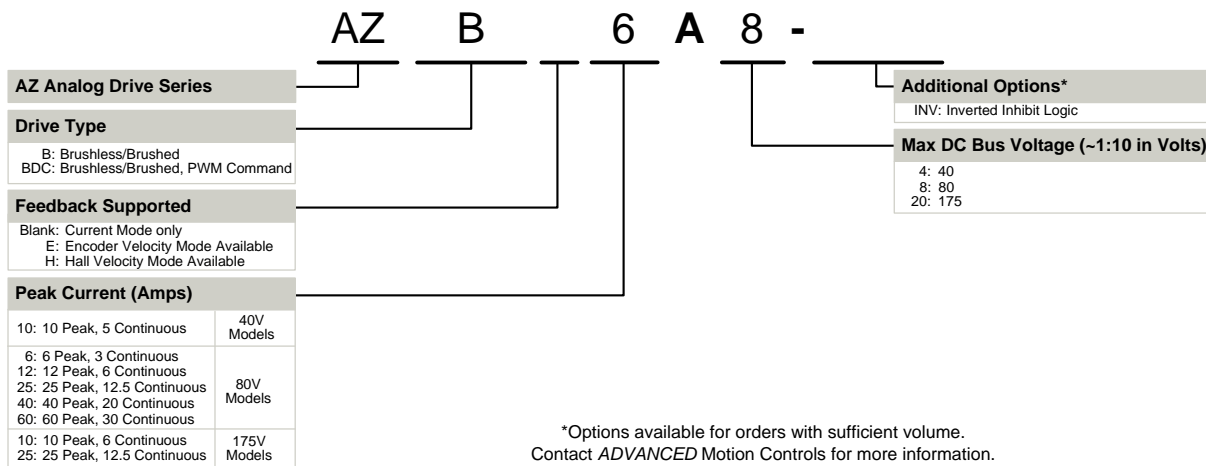 AZ B 6 A 8 -
AZ Analog Drive Series
Drive Type
B: Brushless/Brushed
BDC: Brushless/Brushed, PWM Command
Feedback Supported
Blank: Current Mode only
E: Encoder Velocity Mode Available
H: Hall Velocity Mode Available
Peak Current (Amps)
10: 10 Peak, 5 Continuous
40V
Models
6: 6 Peak, 3 Continuous
12: 12 Peak, 6 Continuous
25: 25 Peak, 12.5 Continuous
40: 40 Peak, 20 Continuous
60: 60 Peak, 30 Continuous
80V
Models
10: 10 Peak, 6 Continuous
25: 25 Peak, 12.5 Continuous
175V
Models
Additional Options*
INV: Inverted Inhibit Logic
Max DC Bus Voltage (~1:10 in Volts)
4: 40
8: 80
20: 175
*Options available for orders with sufficient volume.
Contact ADVANCED Motion Controls for more information.